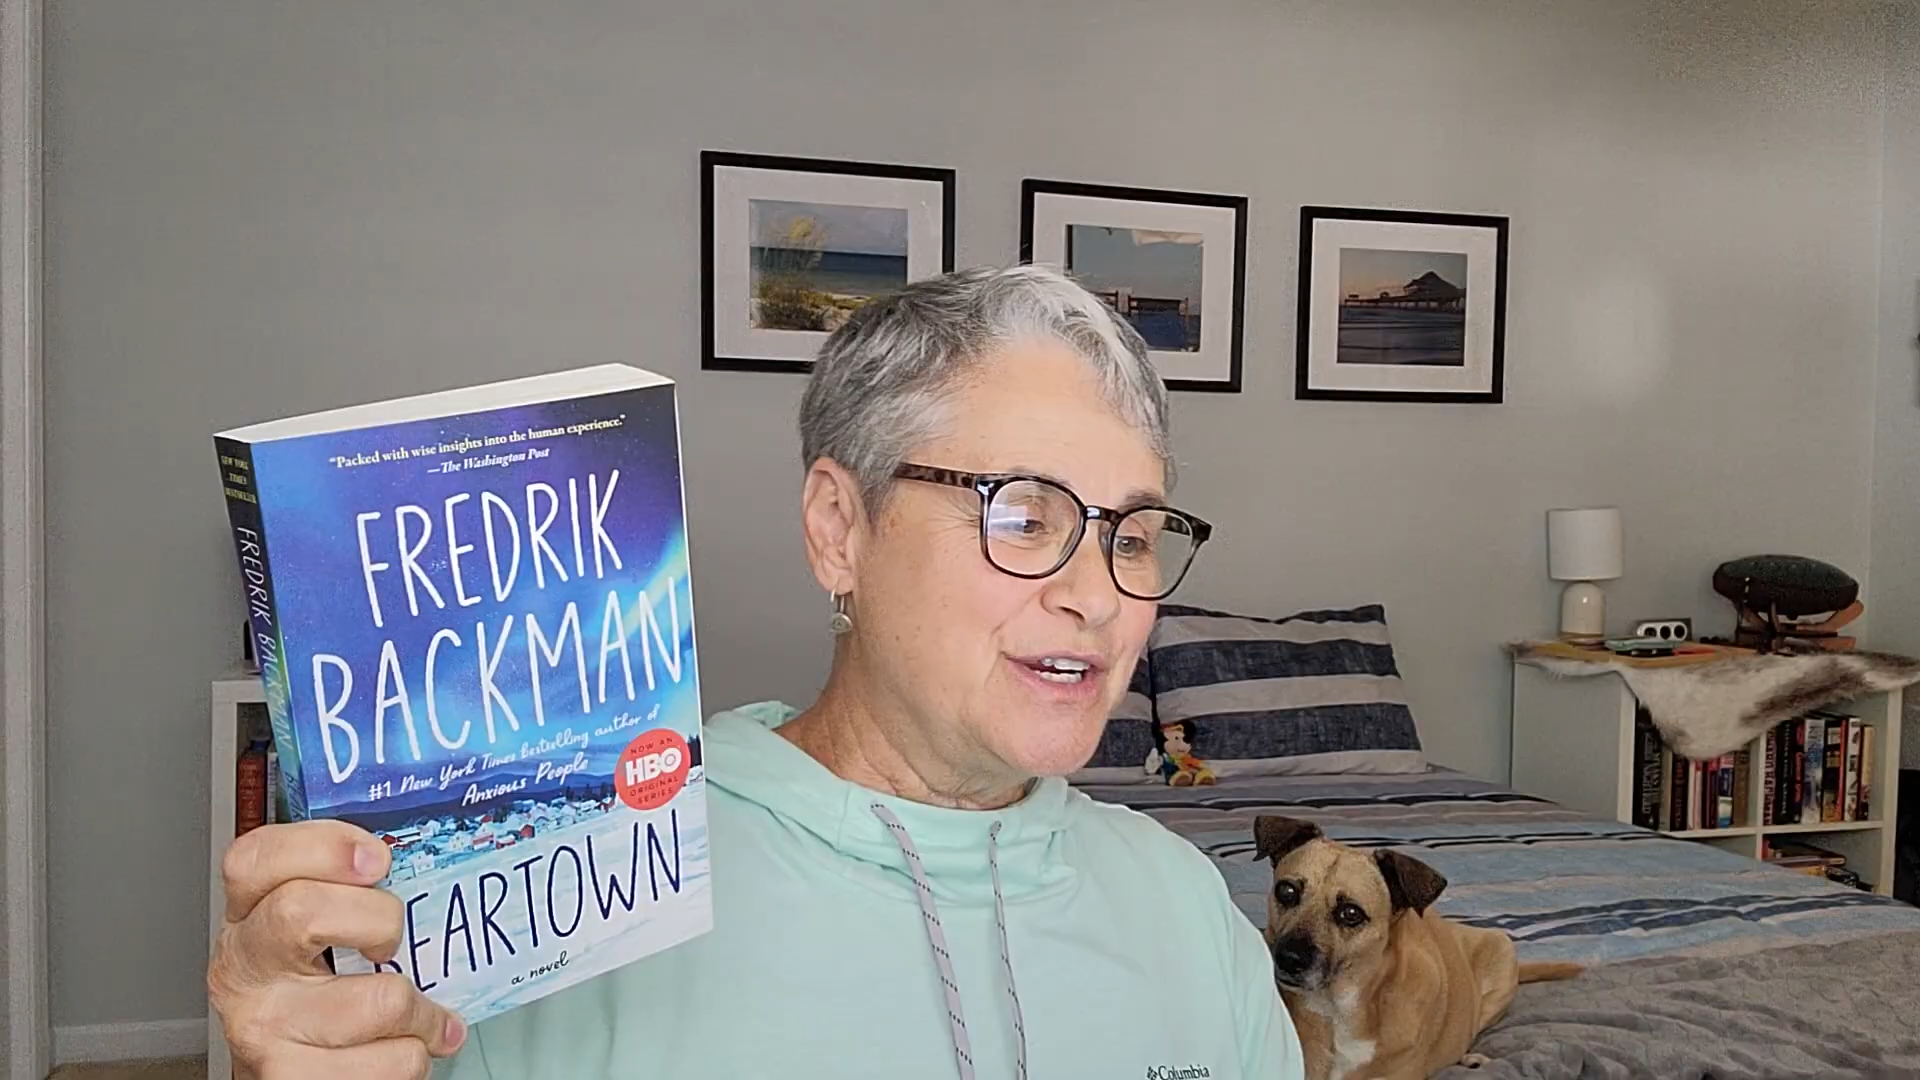 "Packed with wise insights into the human experience."
—The Washington Post
FREDRIK
BACKMAN
#1 New York Times bestselling author of
Anxious People
NOW AN
HBO
ORIGINAL
SERIES
BEARTOWN
a novel
NEW YORK
TIMES
BESTSELLER
FREDRIK BACKMAN
Columbia